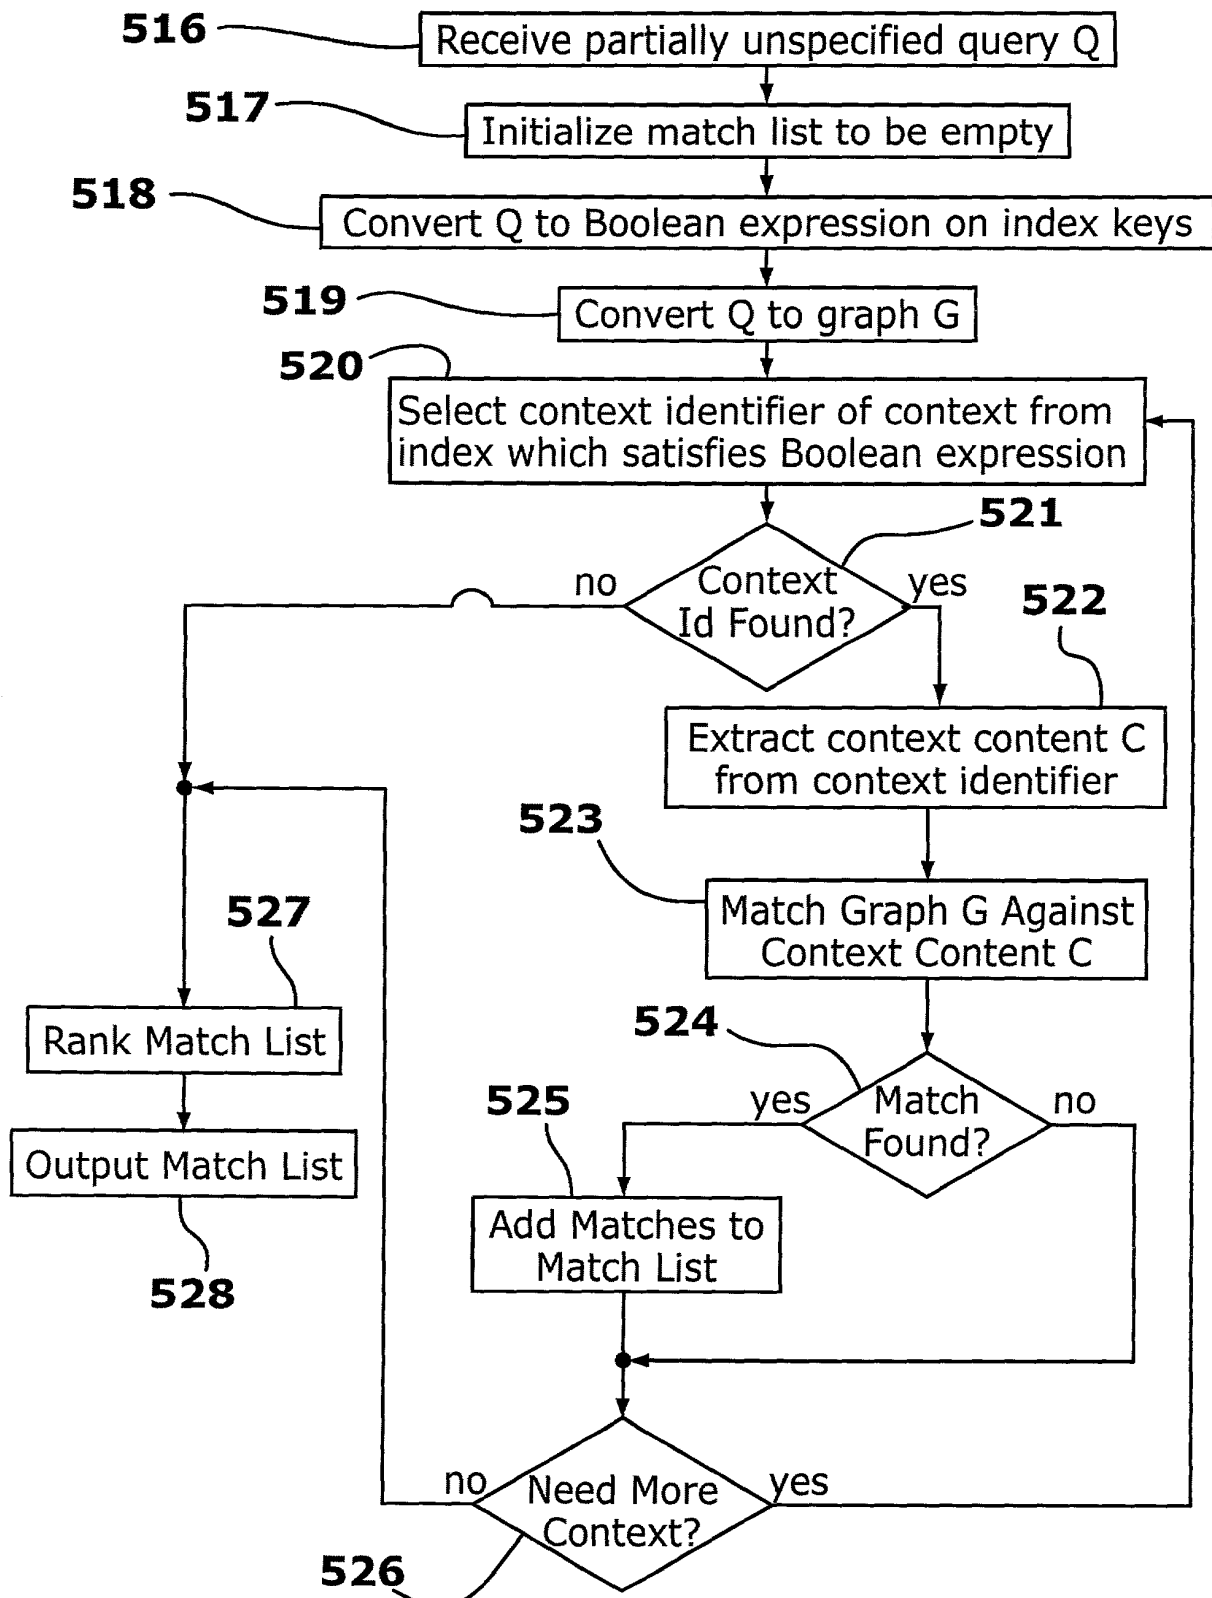 516
Receive partially unspecified query Q
517
Initialize match list to be empty
518
Convert Q to Boolean expression on index keys
519
Convert Q to graph G
520
Select context identifier of context from
index which satisfies Boolean expression
521
Context
Id Found?
no
yes
522
Extract context content C
from context identifier
523
Match Graph G Against
Context Content C
527
Rank Match List
524
Match
Found?
yes
no
525
Add Matches to
Match List
Output Match List
528
Need More
Context?
no
yes
526